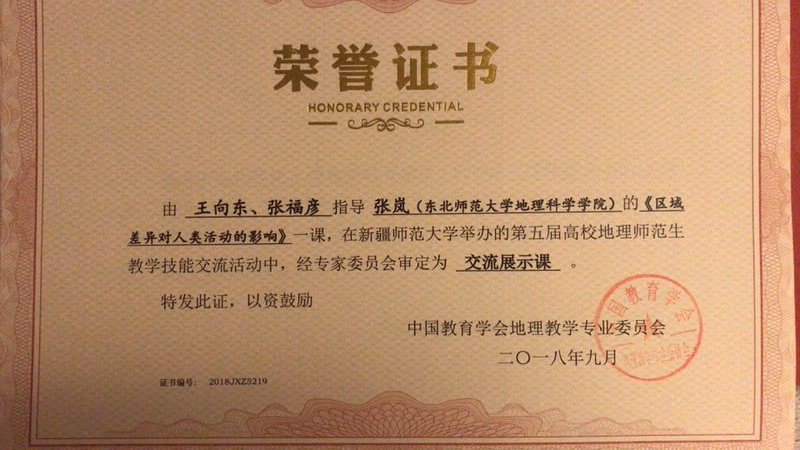 荣誉证书
HONORARY CREDENTIAL
由 王向东、张福彦 指导 张岚（东北师范大学地理科学学院）的《区域
差异对人类活动的影响》一课，在新疆师范大学举办的第五届高校地理师范生
教学技能交流活动中，经专家委员会审定为 交流展示课 。
特发此证，以资鼓励
中国教育学会地理教学专业委员会
二〇一八年九月
证书编号： 2018JXZ5219
国教育学会